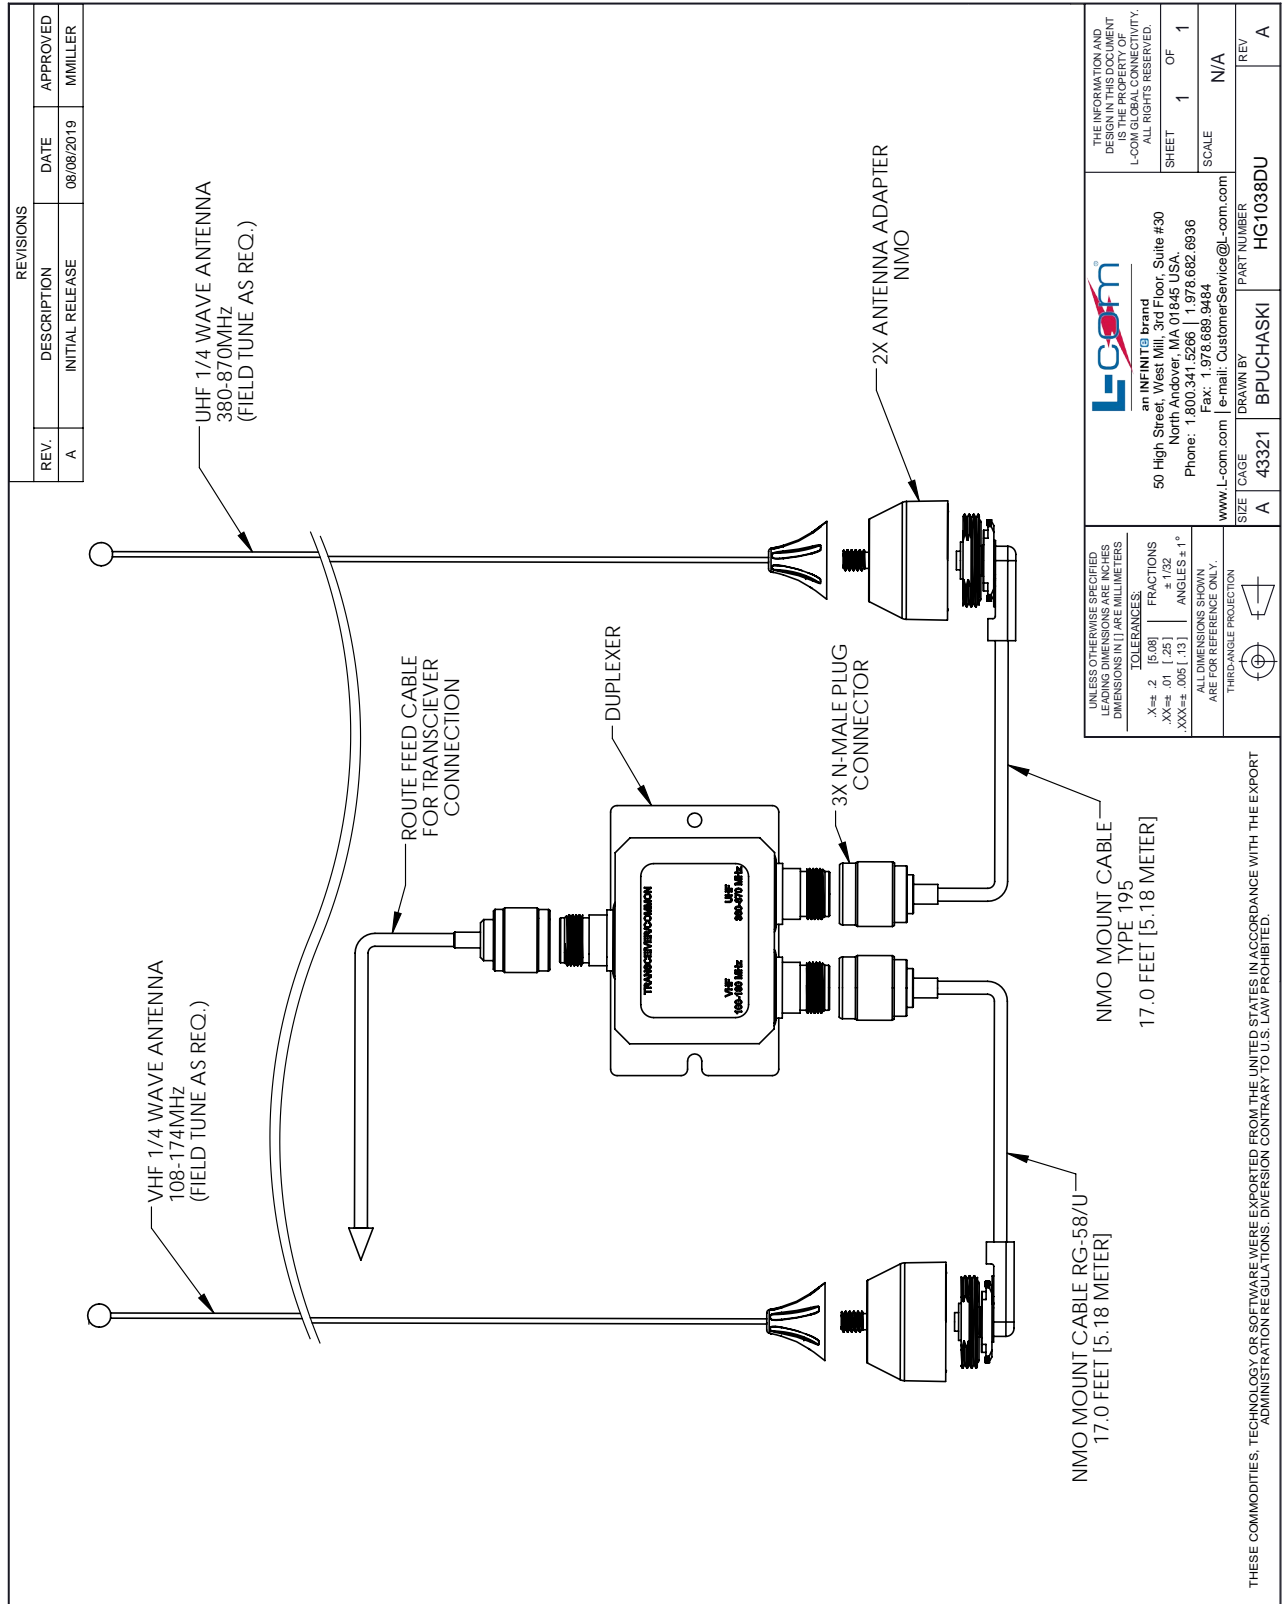 REVISIONS
REV. DESCRIPTION DATE APPROVED
A INITIAL RELEASE 08/08/2019 MMILLER
VHF 1/4 WAVE ANTENNA
108-174MHz
(FIELD TUNE AS REQ.)
UHF 1/4 WAVE ANTENNA
380-870MHz
(FIELD TUNE AS REQ.)
ROUTE FEED CABLE
FOR TRANSCIEVER
CONNECTION
DUPLEXER
TRANSCEIVER/COMMON
VHF
UHF
3X N-MALE PLUG
CONNECTOR
2X ANTENNA ADAPTER
NMO
NMO MOUNT CABLE RG-58/U
17.0 FEET [5.18 METER]
NMO MOUNT CABLE
TYPE 195
17.0 FEET [5.18 METER]
UNLESS OTHERWISE SPECIFIED
LEADING DIMENSIONS ARE INCHES
DIMENSIONS IN [ ] ARE MILLIMETERS
TOLERANCES:
.X=± .2 [5.08] FRACTIONS
.XX=± .01 [.25] ± 1/32
.XXX=± .005 [.13] ANGLES ± 1°
ALL DIMENSIONS SHOWN
ARE FOR REFERENCE ONLY.
THIRD-ANGLE PROJECTION
L-com®
an INFINIT® brand
50 High Street, West Mill, 3rd Floor, Suite #30
North Andover, MA 01845 USA.
Phone: 1.800.341.5266 | 1.978.682.6936
Fax: 1.978.689.9484
www.L-com.com | e-mail: CustomerService@L-com.com
THE INFORMATION AND
DESIGN IN THIS DOCUMENT
IS THE PROPERTY OF
L-COM GLOBAL CONNECTIVITY.
ALL RIGHTS RESERVED.
SHEET 1 OF 1
SCALE N/A
SIZE A
CAGE 43321
DRAWN BY BPUCHASKI
PART NUMBER HG1038DU
REV A
THESE COMMODITIES, TECHNOLOGY OR SOFTWARE WERE EXPORTED FROM THE UNITED STATES IN ACCORDANCE WITH THE EXPORT
ADMINISTRATION REGULATIONS. DIVERSION CONTRARY TO U.S. LAW PROHIBITED.